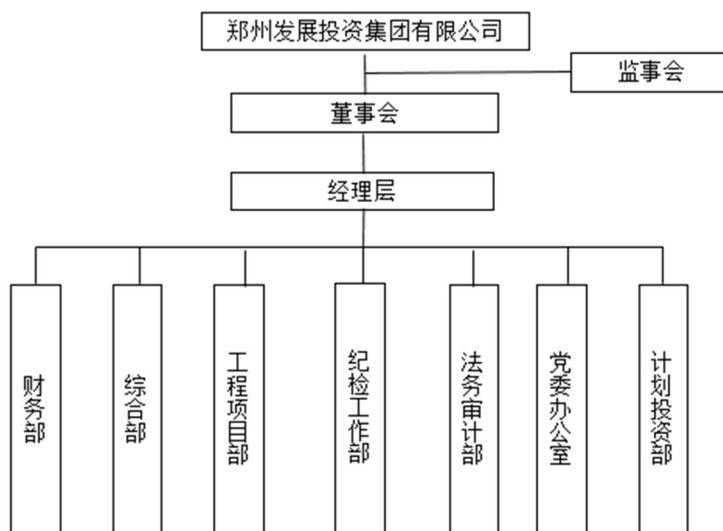 郑州发展投资集团有限公司
监事会
董事会
经理层
财务部
综合部
工程项目部
纪检工作部
法务审计部
党委办公室
计划投资部